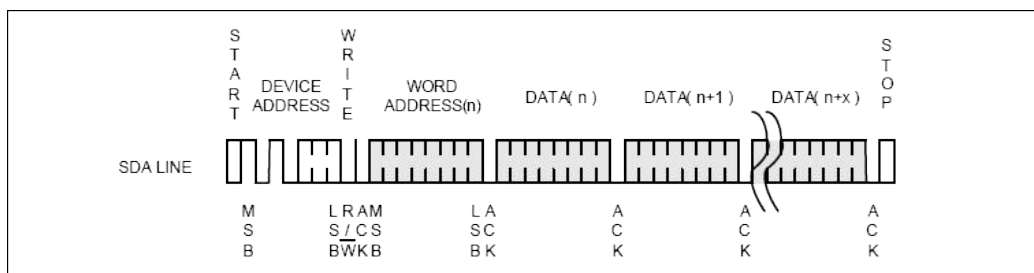 START
WRITE
STOP
DEVICE
ADDRESS
WORD
ADDRESS(n)
DATA( n )
DATA( n+1 )
DATA( n+x )
SDA LINE
MSB
LSB
R/W
ACK
MSB
LSB
ACK
ACK
ACK
ACK